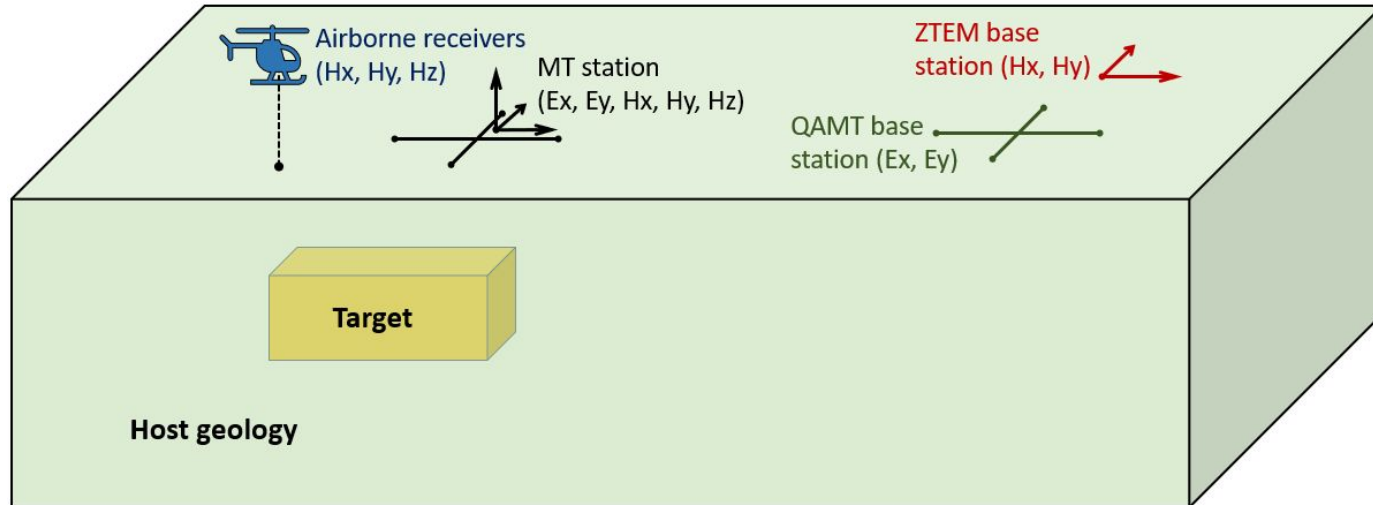 Airborne receivers
(Hx, Hy, Hz)
MT station
(Ex, Ey, Hx, Hy, Hz)
ZTEM base
station (Hx, Hy)
QAMT base
station (Ex, Ey)
Target
Host geology